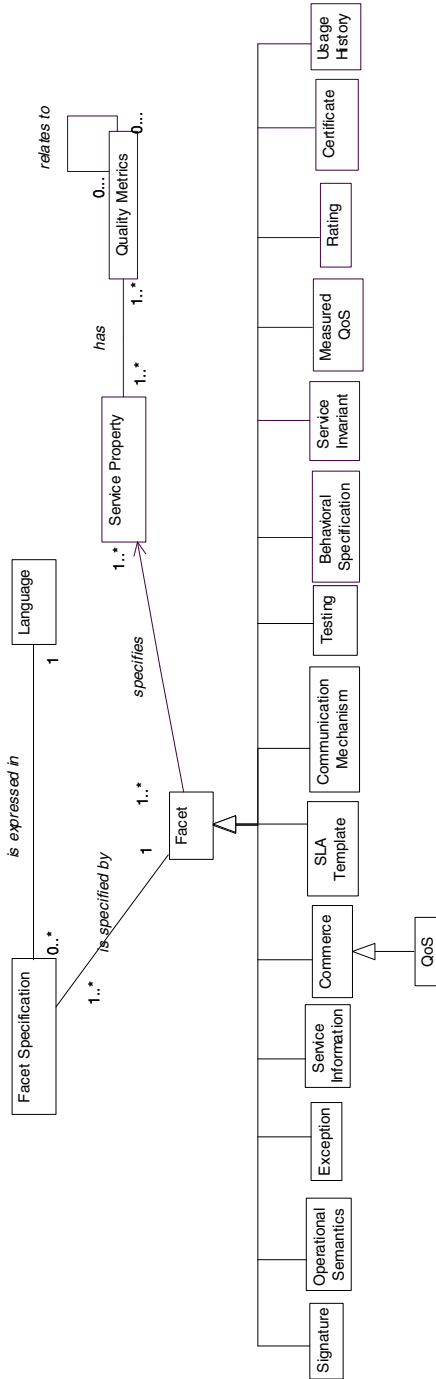 relates to
0...
0...
Quality Metrics
1..*
has
1..*
Service Property
1..*
specifies
1..*
Facet
1
is specified by
1..*
Facet Specification
0..*
is expressed in
1
Language
Signature
Operational
Semantics
Exception
Service
Information
Commerce
QoS
SLA
Template
Communication
Mechanism
Testing
Behavioral
Specification
Service
Invariant
Measured
QoS
Rating
Certificate
Usage
History